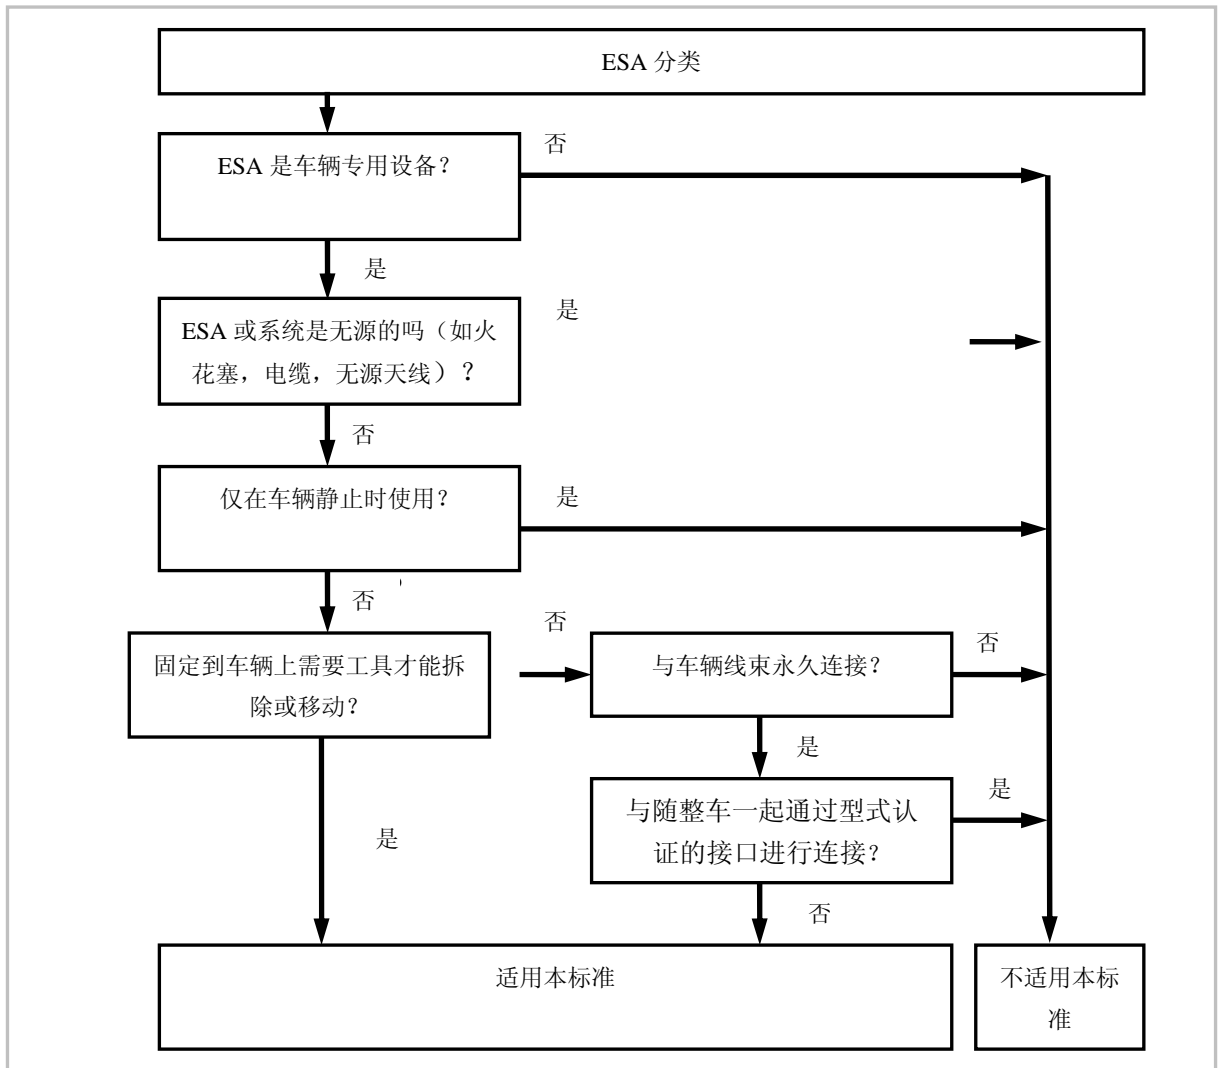 ESA 分类
否
ESA 是车辆专用设备？
是
是
ESA 或系统是无源的吗（如火
花塞，电缆，无源天线）？
否
仅在车辆静止时使用？
是
否
固定到车辆上需要工具才能拆
除或移动？
否
与车辆线束永久连接？
否
是
与随整车一起通过型式认
证的接口进行连接？
是
是
否
适用本标准
不适用本标
准